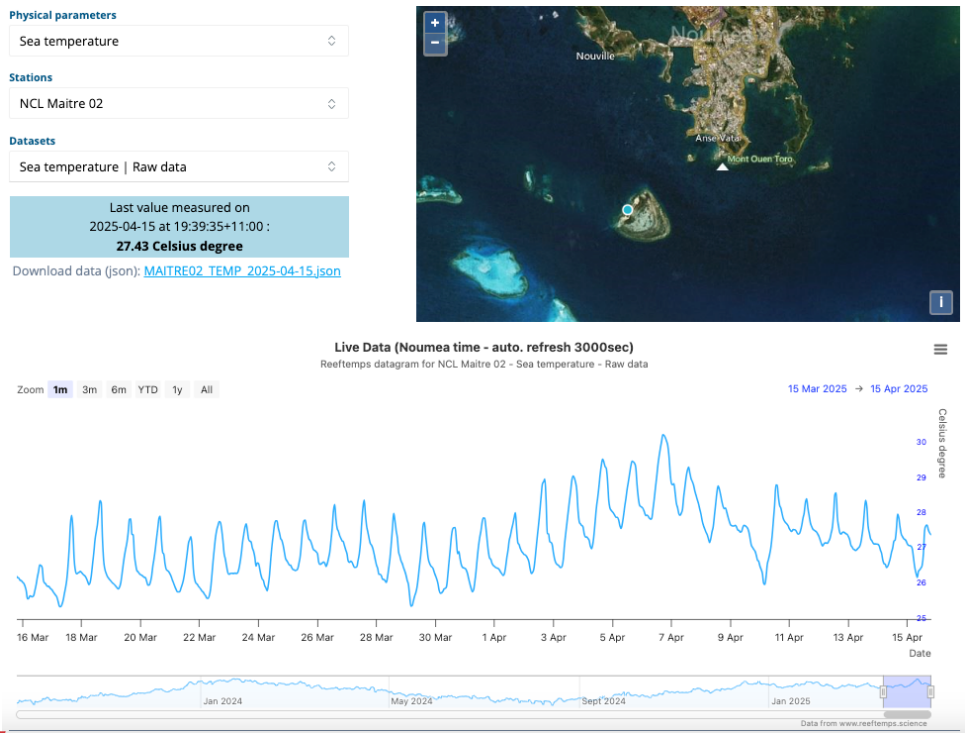 Physical parameters
Sea temperature
Stations
NCL Maitre 02
Datasets
Sea temperature | Raw data
Last value measured on
2025-04-15 at 19:39:35+11:00 :
27.43 Celsius degree
Download data (json): MAITRE02_TEMP_2025-04-15.json
+
−
Noumea
Nouville
Anse Vata
Mont Ouen Toro
i
Live Data (Noumea time - auto. refresh 3000sec)
Reeftemps datagram for NCL Maitre 02 - Sea temperature - Raw data
Zoom 1m 3m 6m YTD 1y All
15 Mar 2025 → 15 Apr 2025
Celsius degree
30
29
28
27
26
25
16 Mar 18 Mar 20 Mar 22 Mar 24 Mar 26 Mar 28 Mar 30 Mar 1 Apr 3 Apr 5 Apr 7 Apr 9 Apr 11 Apr 13 Apr 15 Apr
Date
Jan 2024 May 2024 Sept 2024 Jan 2025
Data from www.reeftemps.science